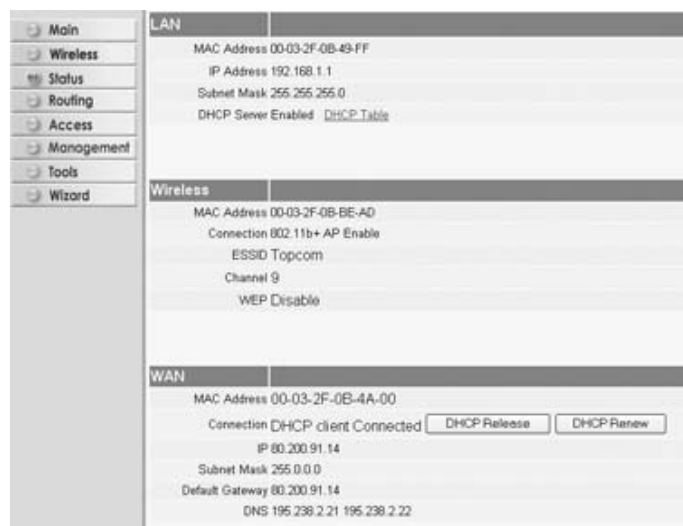 Main
Wireless
Status
Routing
Access
Management
Tools
Wizard
LAN
MAC Address 00-03-2F-0B-49-FF
IP Address 192.168.1.1
Subnet Mask 255.255.255.0
DHCP Server Enabled DHCP Table
Wireless
MAC Address 00-03-2F-0B-BE-AD
Connection 802.11b+ AP Enable
ESSID Topcom
Channel 9
WEP Disable
WAN
MAC Address 00-03-2F-0B-4A-00
Connection DHCP client Connected DHCP Release DHCP Renew
IP 80.200.91.14
Subnet Mask 255.0.0.0
Default Gateway 80.200.91.14
DNS 195.238.2.21 195.238.2.22